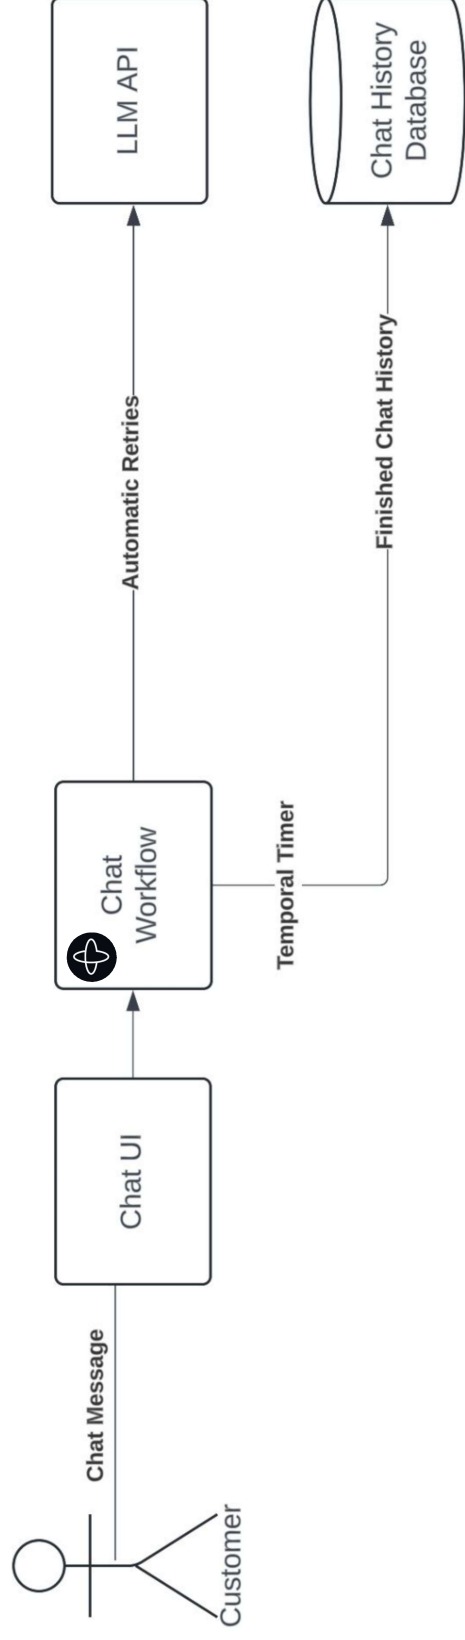 Customer
Chat Message
Chat UI
Chat
Workflow
Automatic Retries
LLM API
Temporal Timer
Finished Chat History
Chat History
Database